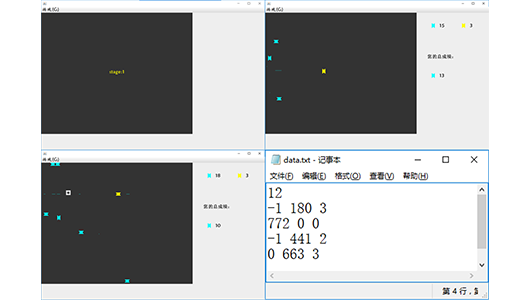 游戏(G)
stage:1
游戏(G)
15 3
您的总成绩:
13
游戏(G)
18 3
您的总成绩:
10
data.txt - 记事本
文件(F) 编辑(E) 格式(O) 查看(V) 帮助(H)
12
-1 180 3
772 0 0
-1 441 2
0 663 3
第 4 行，